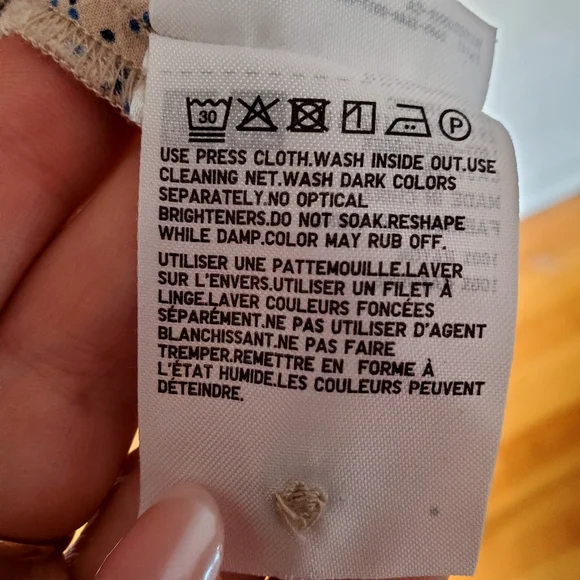 30
P
USE PRESS CLOTH.WASH INSIDE OUT.USE
CLEANING NET.WASH DARK COLORS
SEPARATELY.NO OPTICAL
BRIGHTENERS.DO NOT SOAK.RESHAPE
WHILE DAMP.COLOR MAY RUB OFF.
UTILISER UNE PATTEMOUILLE.LAVER
SUR L'ENVERS.UTILISER UN FILET À
LINGE.LAVER COULEURS FONCÉES
SÉPARÉMENT.NE PAS UTILISER D'AGENT
BLANCHISSANT.NE PAS FAIRE
TREMPER.REMETTRE EN FORME À
L'ÉTAT HUMIDE.LES COULEURS PEUVENT
DÉTEINDRE.